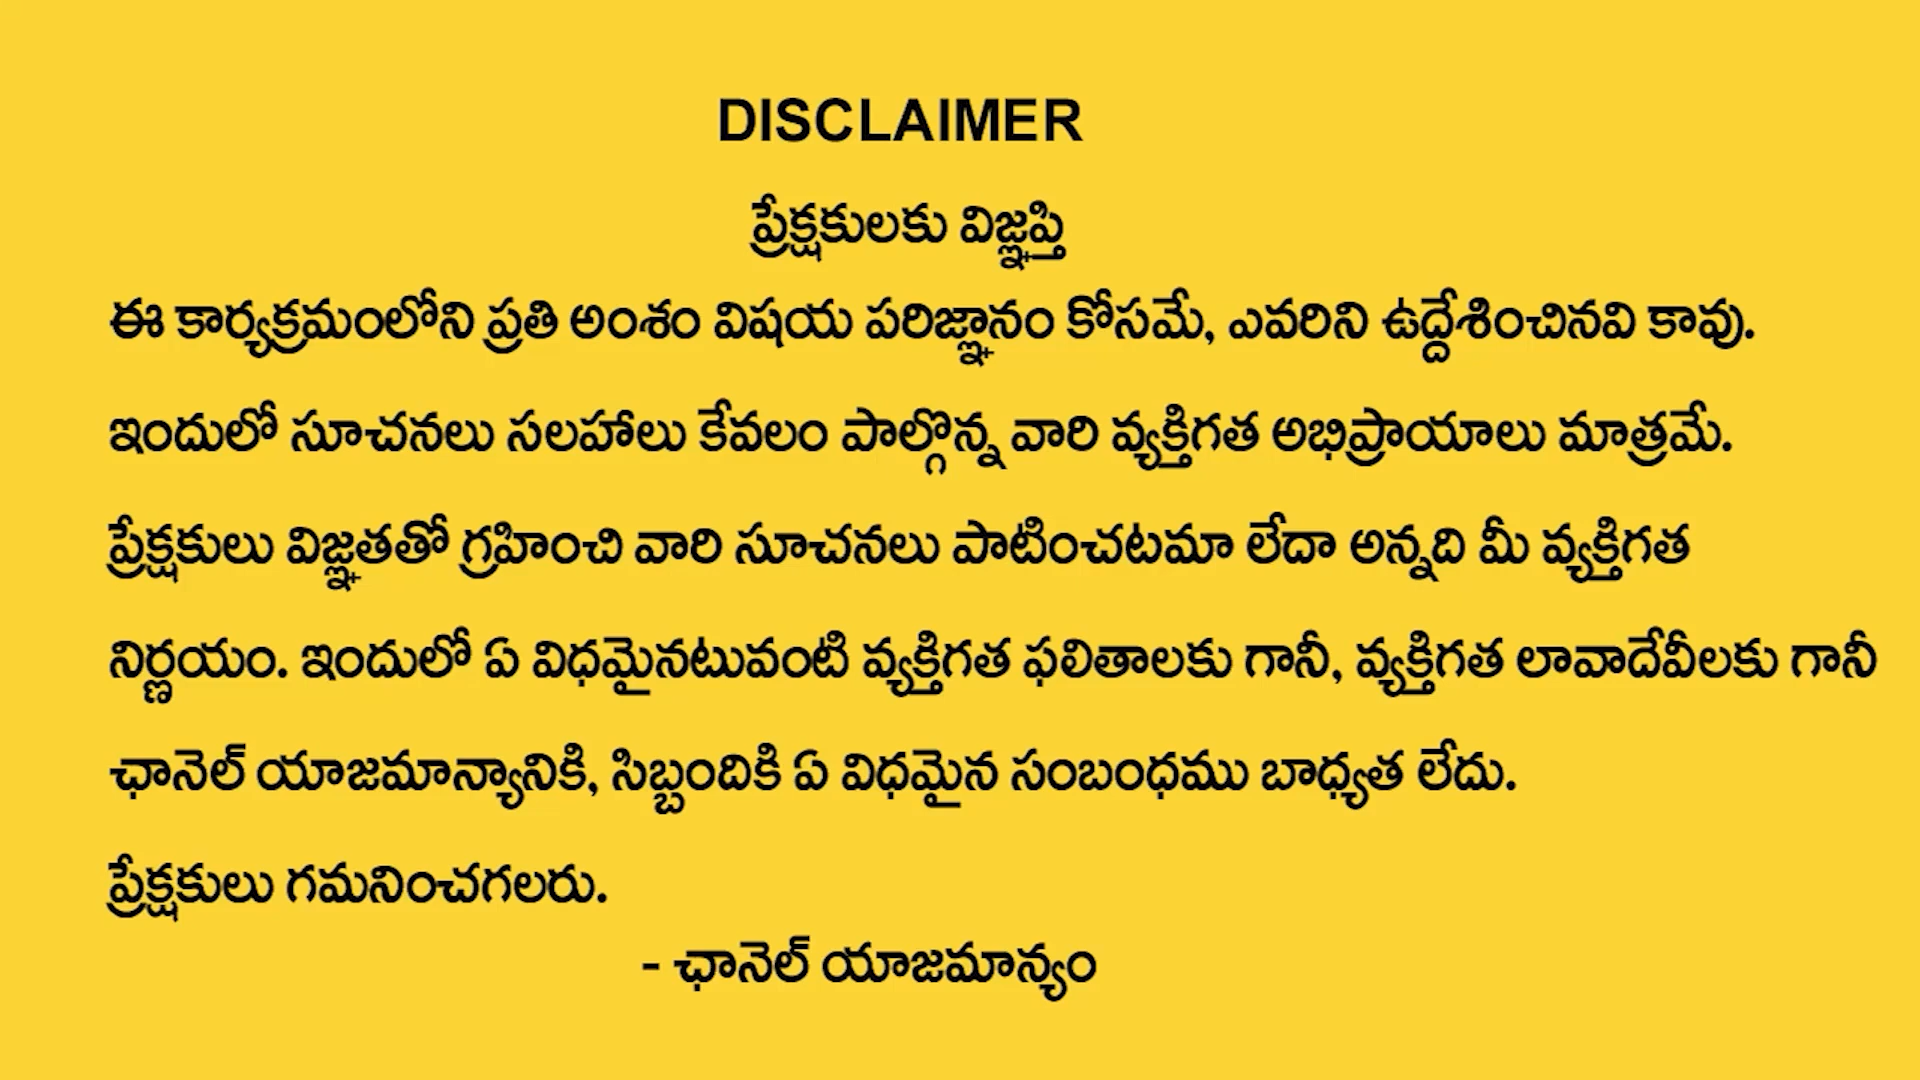 DISCLAIMER
ప్రేక్షకులకు విజ్ఞప్తి
ఈ కార్యక్రమంలోని ప్రతి అంశం విషయ పరిజ్ఞానం కోసమే, ఎవరిని ఉద్దేశించినవి కావు.
ఇందులో సూచనలు సలహాలు కేవలం పాల్గొన్న వారి వ్యక్తిగత అభిప్రాయాలు మాత్రమే.
ప్రేక్షకులు విజ్ఞతతో గ్రహించి వారి సూచనలు పాటించటమా లేదా అన్నది మీ వ్యక్తిగత
నిర్ణయం. ఇందులో ఏ విధమైనటువంటి వ్యక్తిగత ఫలితాలకు గానీ, వ్యక్తిగత లావాదేవీలకు గానీ
ఛానెల్ యాజమాన్యానికి, సిబ్బందికి ఏ విధమైన సంబంధము బాధ్యత లేదు.
ప్రేక్షకులు గమనించగలరు.
- ఛానెల్ యాజమాన్యం